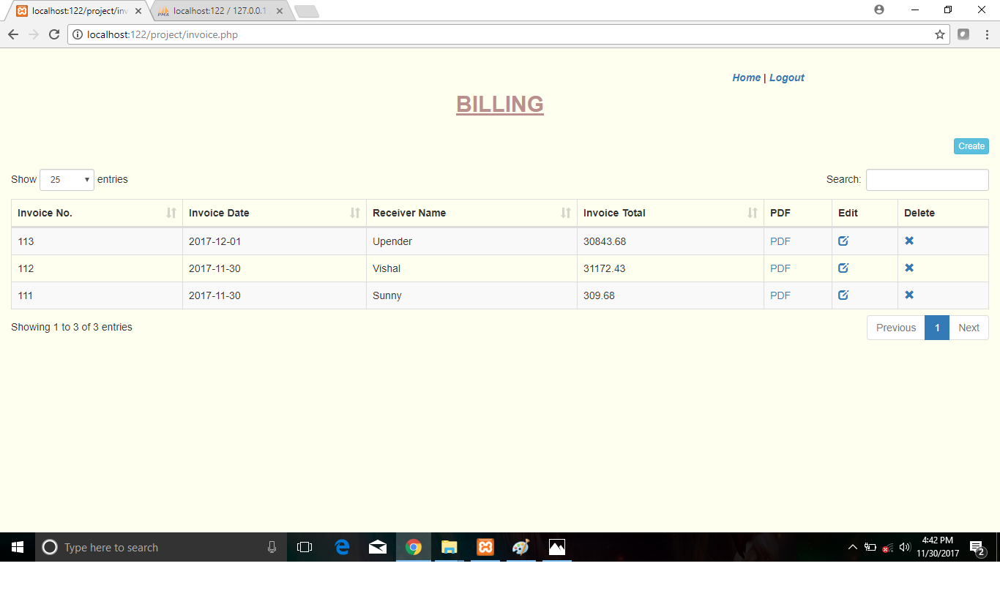 localhost:122/project/inv
localhost:122 / 127.0.0.1
localhost:122/project/invoice.php
Home | Logout
BILLING
Create
Show 25 entries
Search:
Invoice No. Invoice Date Receiver Name Invoice Total PDF Edit Delete
113 2017-12-01 Upender 30843.68 PDF
112 2017-11-30 Vishal 31172.43 PDF
111 2017-11-30 Sunny 309.68 PDF
Showing 1 to 3 of 3 entries
Previous 1 Next
Type here to search
4:42 PM
11/30/2017
2